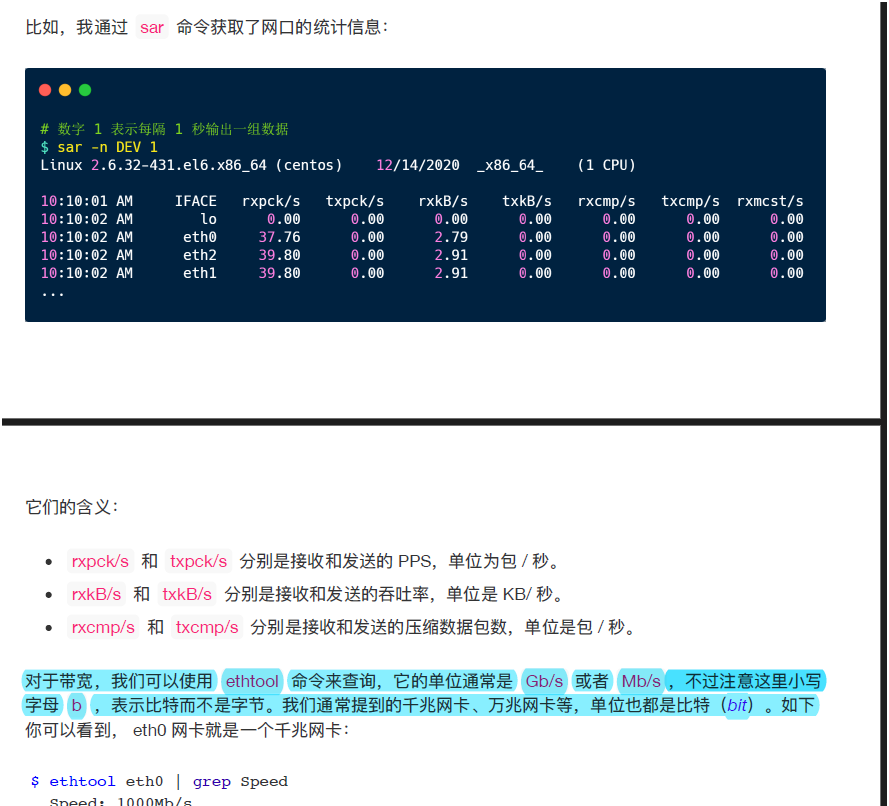 比如，我通过 sar 命令获取了网口的统计信息：
# 数字 1 表示每隔 1 秒输出一组数据
$ sar -n DEV 1
Linux 2.6.32-431.el6.x86_64 (centos)    12/14/2020  _x86_64_    (1 CPU)
10:10:01 AM     IFACE   rxpck/s   txpck/s    rxkB/s    txkB/s   rxcmp/s   txcmp/s  rxmcst/s
10:10:02 AM        lo      0.00      0.00      0.00      0.00      0.00      0.00      0.00
10:10:02 AM      eth0     37.76      0.00      2.79      0.00      0.00      0.00      0.00
10:10:02 AM      eth2     39.80      0.00      2.91      0.00      0.00      0.00      0.00
10:10:02 AM      eth1     39.80      0.00      2.91      0.00      0.00      0.00      0.00
...
它们的含义：
• rxpck/s 和 txpck/s 分别是接收和发送的 PPS，单位为包 / 秒。
• rxkB/s 和 txkB/s 分别是接收和发送的吞吐率，单位是 KB/ 秒。
• rxcmp/s 和 txcmp/s 分别是接收和发送的压缩数据包数，单位是包 / 秒。
对于带宽，我们可以使用 ethtool 命令来查询，它的单位通常是 Gb/s 或者 Mb/s ，不过注意这里小写
字母 b ，表示比特而不是字节。我们通常提到的千兆网卡、万兆网卡等，单位也都是比特（bit）。如下
你可以看到， eth0 网卡就是一个千兆网卡：
$ ethtool eth0 | grep Speed
Speed: 1000Mb/s